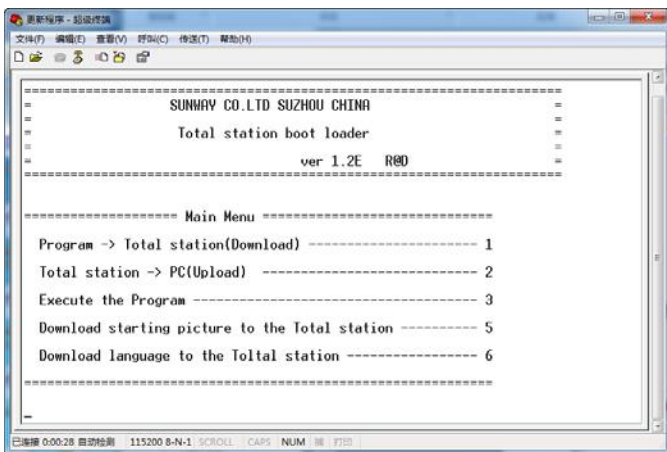 更新程序 - 超级终端
文件(F) 编辑(E) 查看(V) 呼叫(C) 传送(T) 帮助(H)
==============================================================
= SUNWAY CO.LTD SUZHOU CHINA =
= =
= Total station boot loader =
= =
= ver 1.2E R@D =
==============================================================
==================== Main Menu ==============================
Program -> Total station(Download) ---------------------- 1
Total station -> PC(Upload) ---------------------------- 2
Execute the Program ------------------------------------- 3
Download starting picture to the Total station ---------- 5
Download language to the Toltal station ----------------- 6
=============================================================
_
已连接 0:00:28 自动检测 115200 8-N-1 SCROLL CAPS NUM 捕 打印